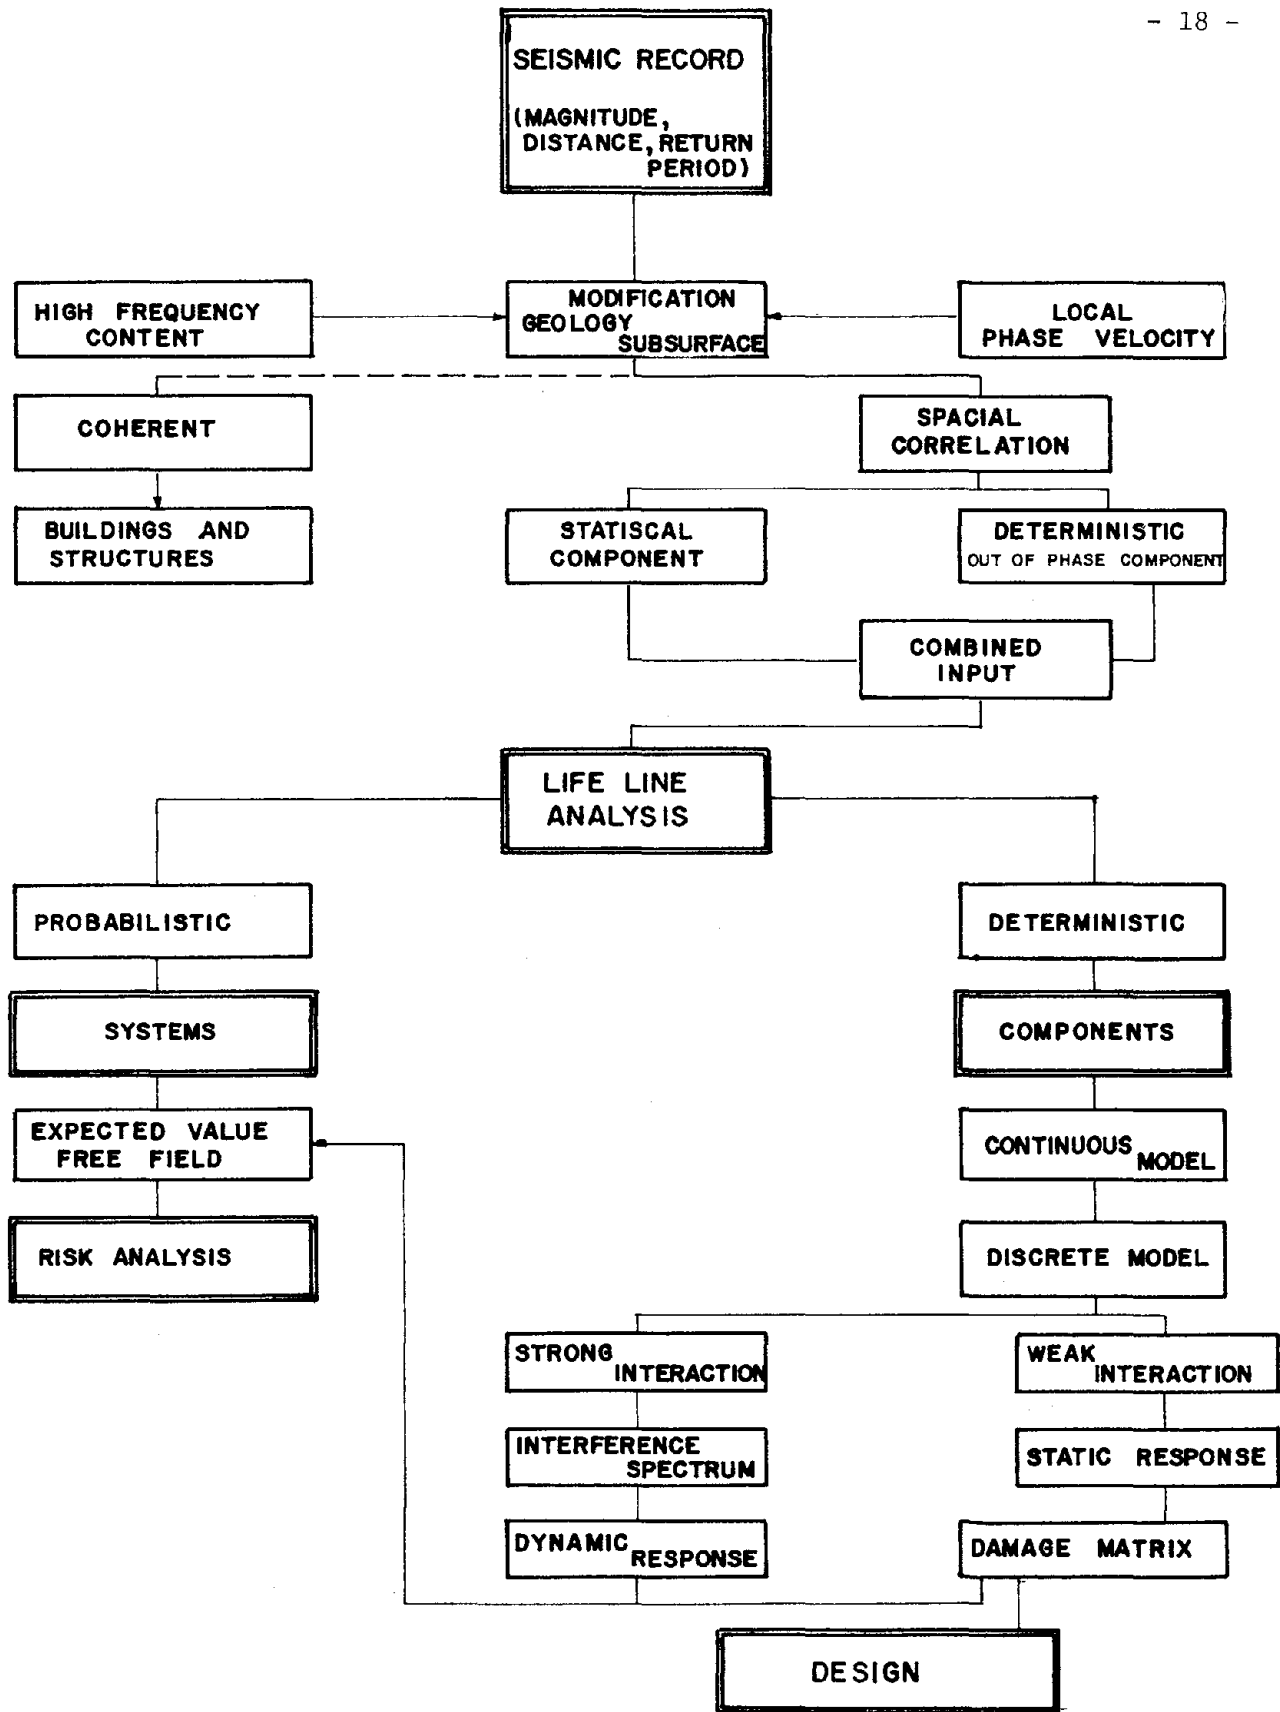 - 18 -
SEISMIC RECORD
(MAGNITUDE,
DISTANCE, RETURN
PERIOD)
HIGH FREQUENCY
CONTENT
MODIFICATION
GEOLOGY
SUBSURFACE
LOCAL
PHASE VELOCITY
COHERENT
SPACIAL
CORRELATION
BUILDINGS AND
STRUCTURES
STATISCAL
COMPONENT
DETERMINISTIC
OUT OF PHASE COMPONENT
COMBINED
INPUT
LIFE LINE
ANALYSIS
PROBABILISTIC
DETERMINISTIC
SYSTEMS
COMPONENTS
EXPECTED VALUE
FREE FIELD
CONTINUOUS
MODEL
RISK ANALYSIS
DISCRETE MODEL
STRONG
INTERACTION
WEAK
INTERACTION
INTERFERENCE
SPECTRUM
STATIC RESPONSE
DYNAMIC
RESPONSE
DAMAGE MATRIX
DESIGN